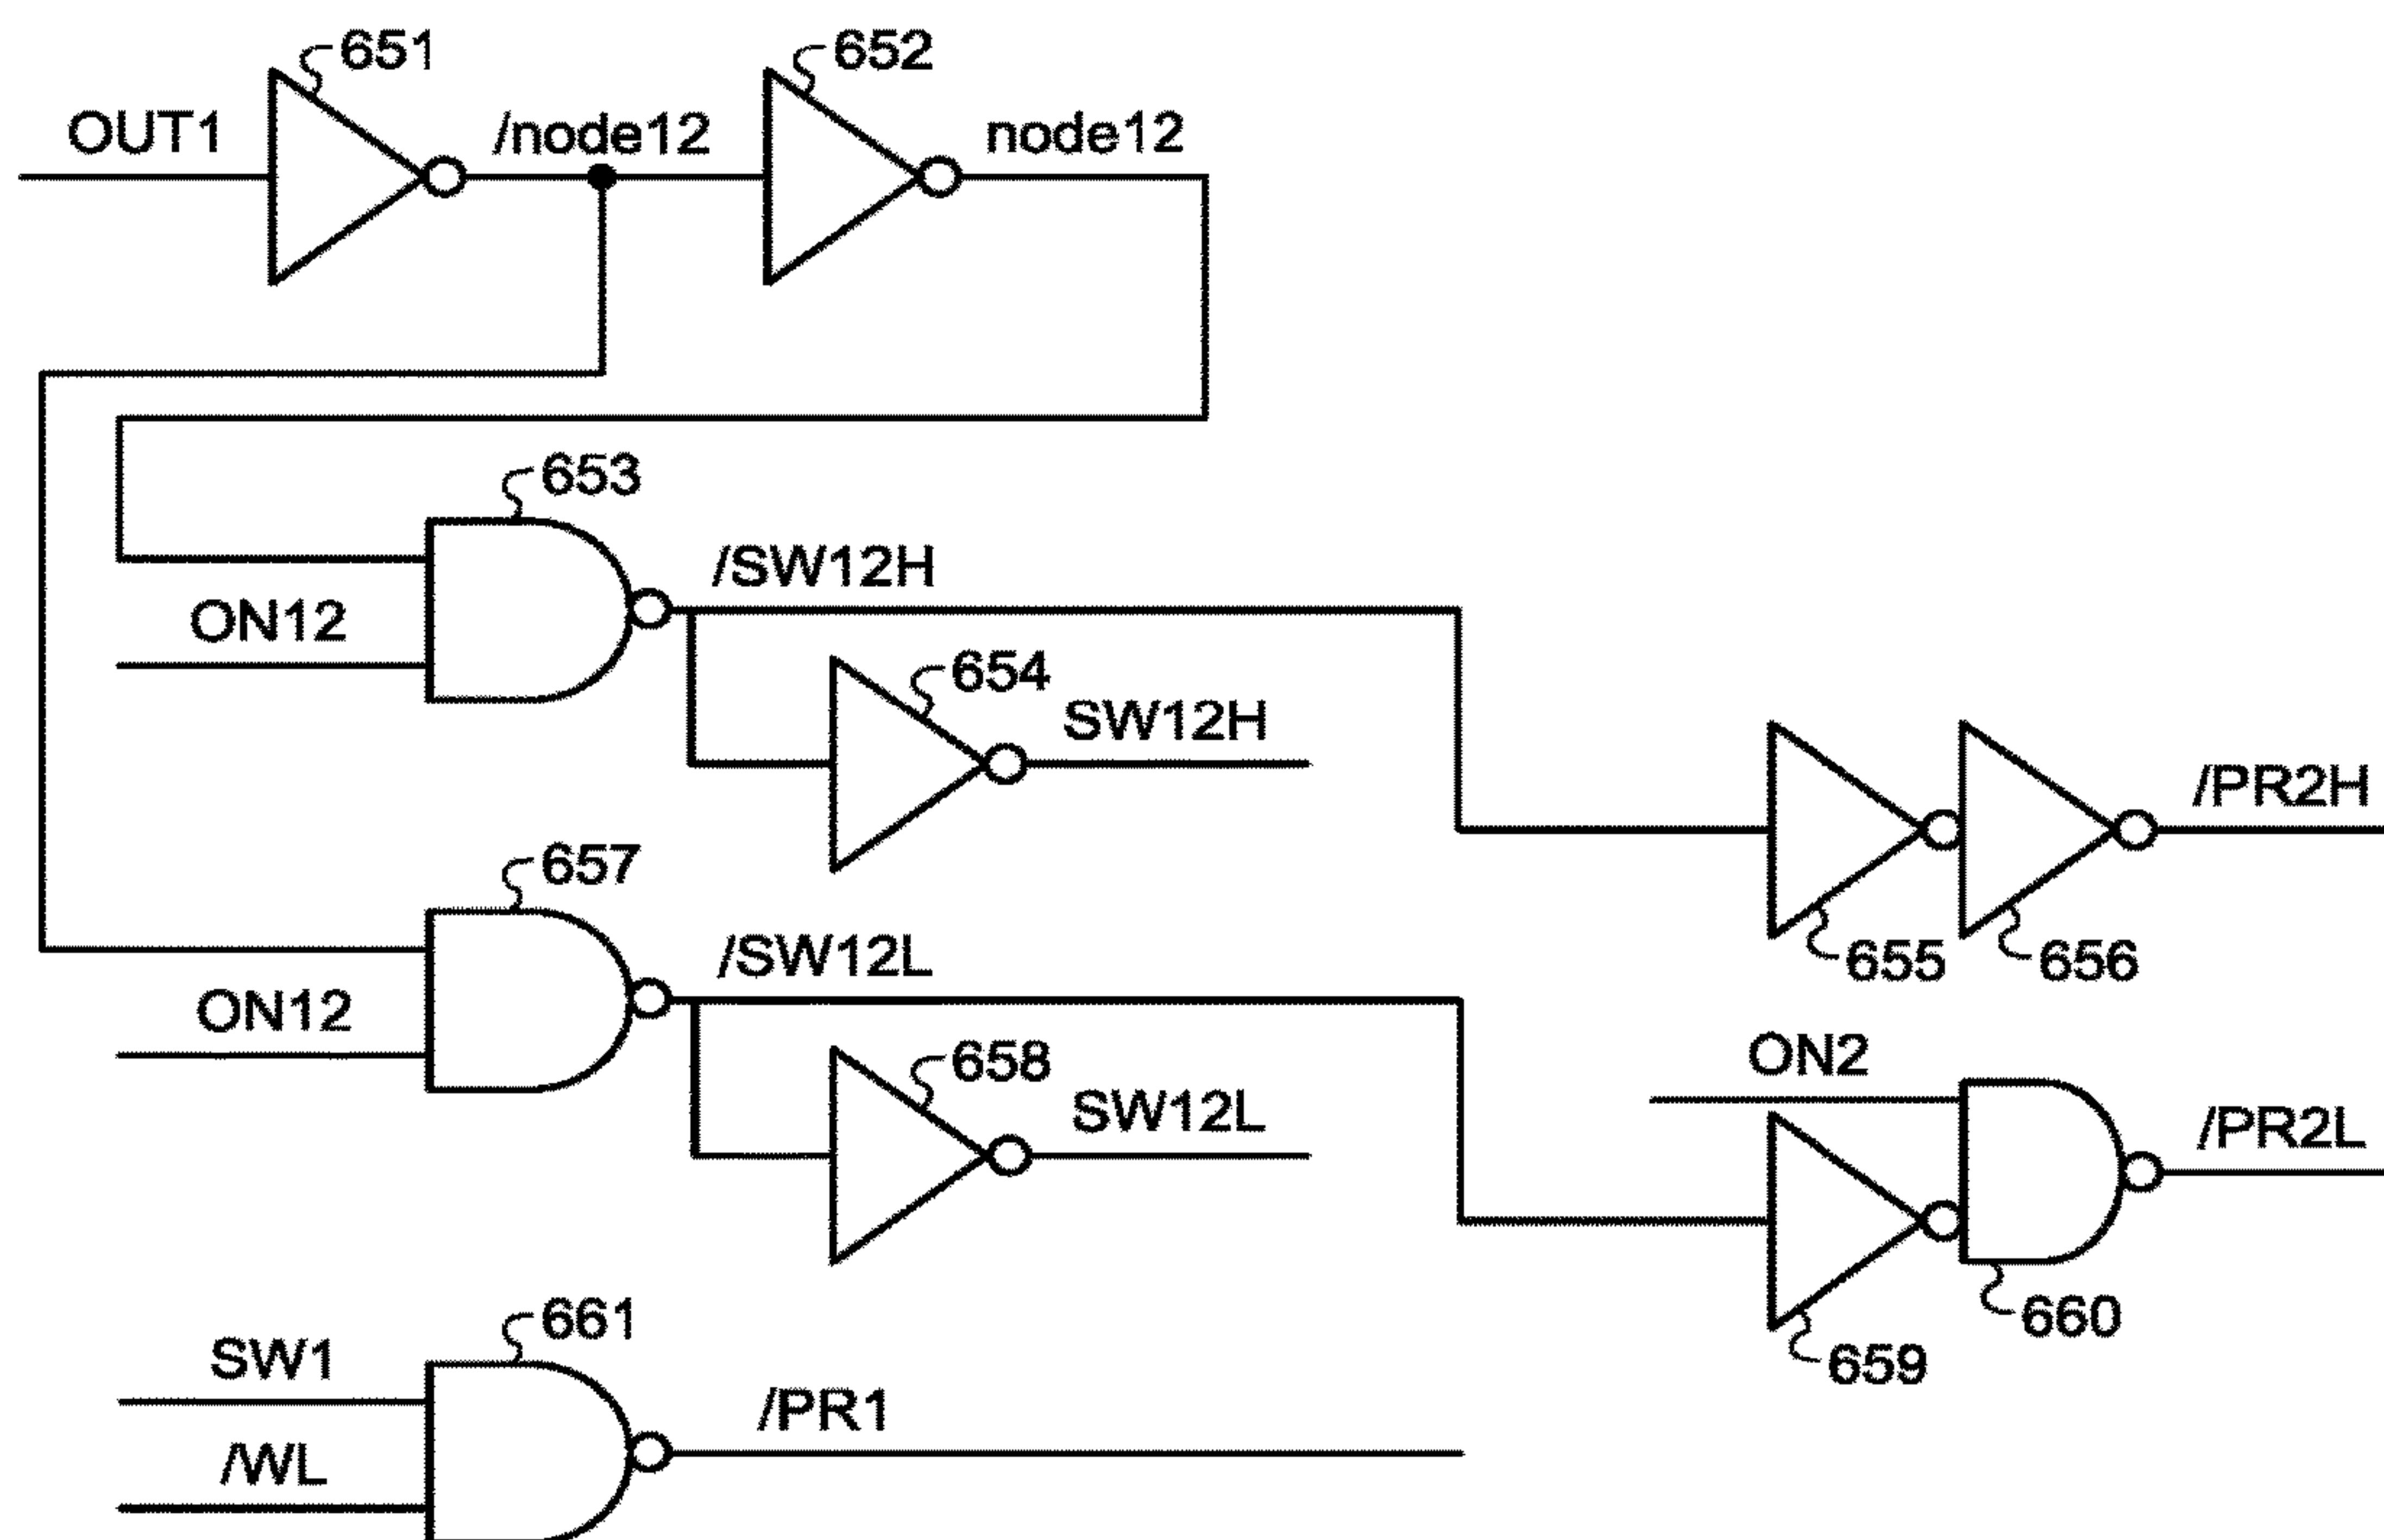 651
652
OUT1
/node12
node12
653
/SW12H
ON12
654
SW12H
/PR2H
657
655
656
/SW12L
ON12
ON2
658
SW12L
/PR2L
660
661
SW1
659
/PR1
/WL